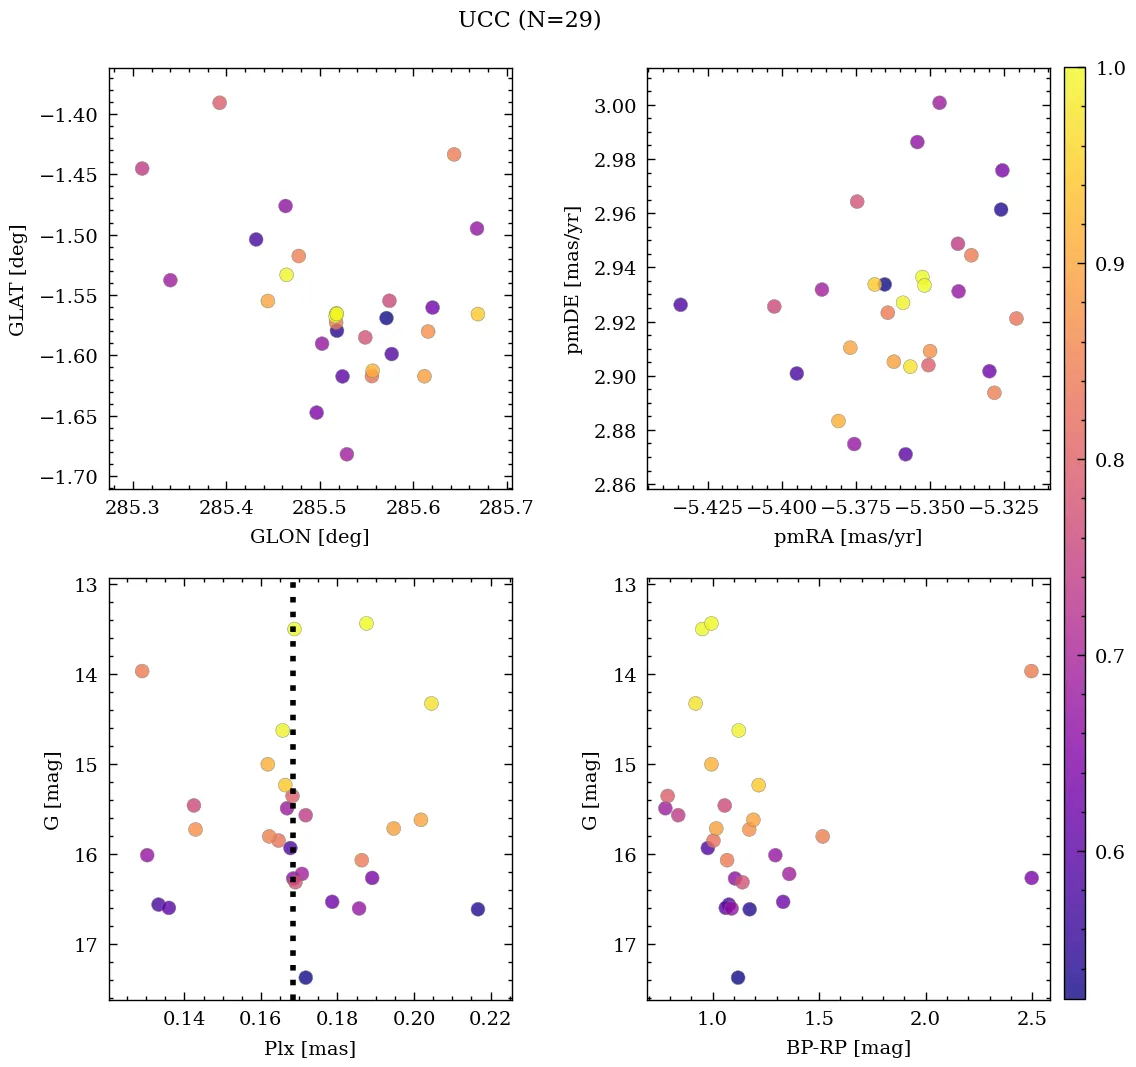 UCC (N=29)
−1.40
−1.45
−1.50
−1.55
−1.60
−1.65
−1.70
GLAT [deg]
285.3 285.4 285.5 285.6 285.7
GLON [deg]
3.00
2.98
2.96
2.94
2.92
2.90
2.88
2.86
pmDE [mas/yr]
−5.425 −5.400 −5.375 −5.350 −5.325
pmRA [mas/yr]
1.0
0.9
0.8
0.7
0.6
13
14
15
16
17
G [mag]
0.14 0.16 0.18 0.20 0.22
Plx [mas]
13
14
15
16
17
G [mag]
1.0 1.5 2.0 2.5
BP-RP [mag]